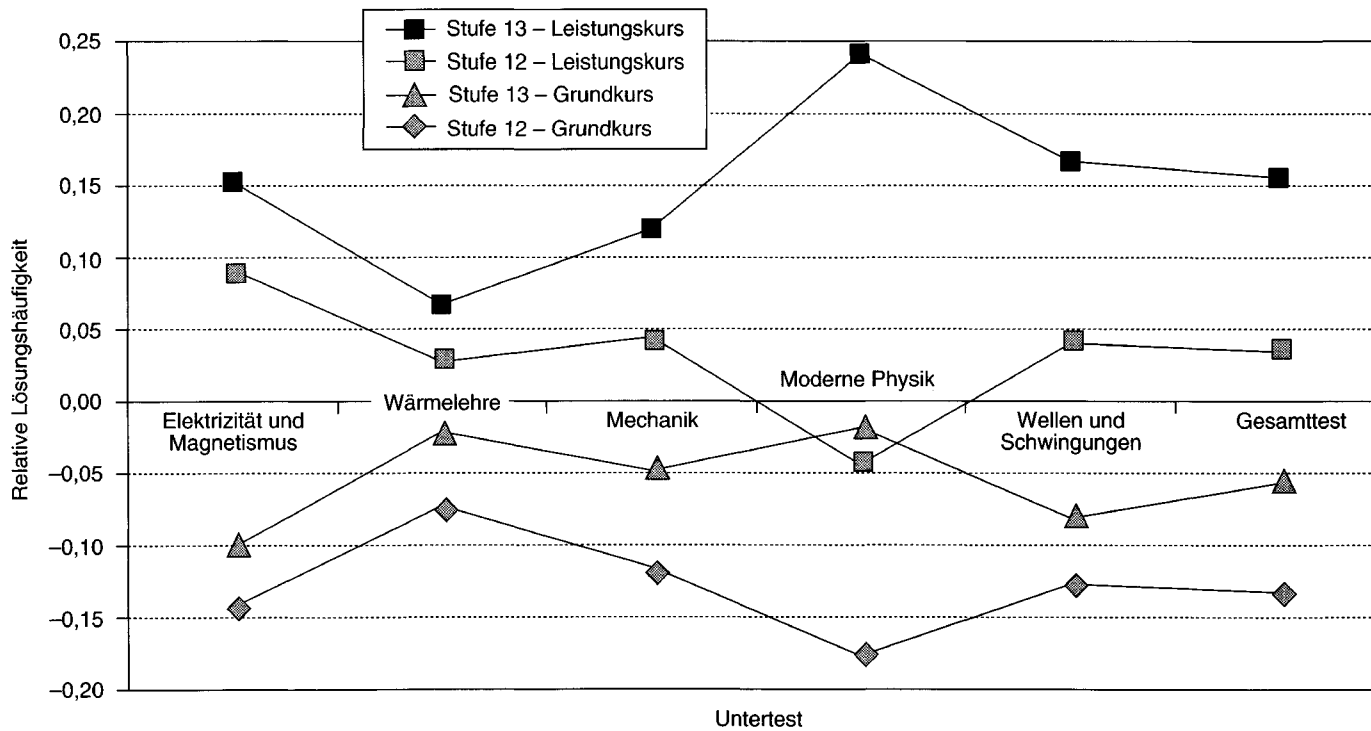 Stufe 13 – Leistungskurs
Stufe 12 – Leistungskurs
Stufe 13 – Grundkurs
Stufe 12 – Grundkurs
Relative Lösungshäufigkeit
0,25
0,20
0,15
0,10
0,05
0,00
–0,05
–0,10
–0,15
–0,20
Elektrizität und
Magnetismus
Wärmelehre
Mechanik
Moderne Physik
Wellen und
Schwingungen
Gesamttest
Untertest